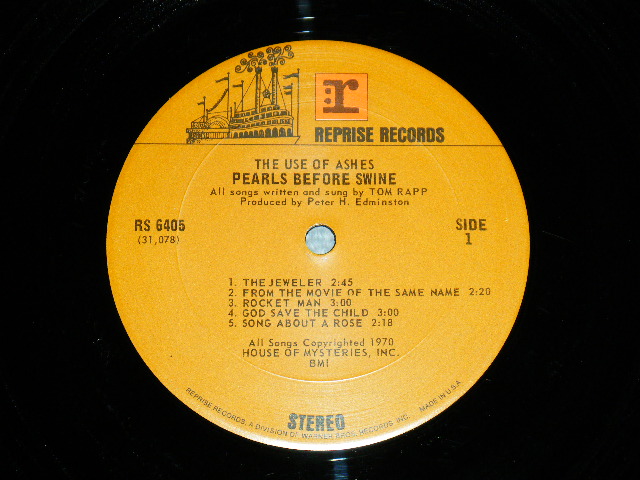 r
REPRISE RECORDS
THE USE OF ASHES
PEARLS BEFORE SWINE
All songs written and sung by TOM RAPP
Produced by Peter H. Edminston
RS 6405
(31,078)
SIDE
1
1. THE JEWELER 2:45
2. FROM THE MOVIE OF THE SAME NAME 2:20
3. ROCKET MAN 3:00
4. GOD SAVE THE CHILD 3:00
5. SONG ABOUT A ROSE 2:18
All Songs Copyrighted 1970
HOUSE OF MYSTERIES, INC.
BMI
STEREO
REPRISE RECORDS, A DIVISION OF WARNER BROS. RECORDS INC. MADE IN U.S.A.